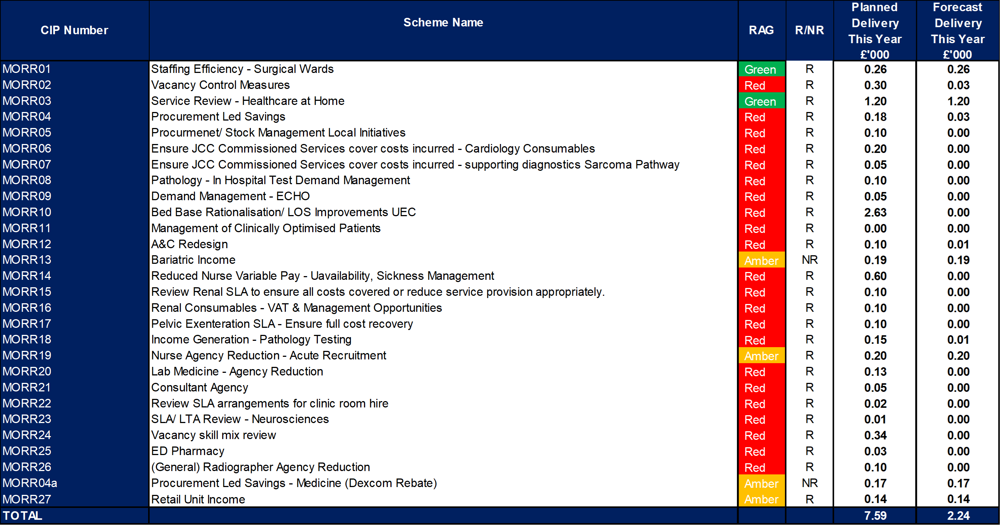 CIP Number Scheme Name RAG R/NR Planned Delivery This Year £'000 Forecast Delivery This Year £'000
MORR01 Staffing Efficiency - Surgical Wards Green R 0.26 0.26
MORR02 Vacancy Control Measures Red R 0.30 0.03
MORR03 Service Review - Healthcare at Home Green R 1.20 1.20
MORR04 Procurement Led Savings Red R 0.18 0.03
MORR05 Procurmenet/ Stock Management Local Initiatives Red R 0.10 0.00
MORR06 Ensure JCC Commissioned Services cover costs incurred - Cardiology Consumables Red R 0.20 0.00
MORR07 Ensure JCC Commissioned Services cover costs incurred - supporting diagnostics Sarcoma Pathway Red R 0.05 0.00
MORR08 Pathology - In Hospital Test Demand Management Red R 0.10 0.00
MORR09 Demand Management - ECHO Red R 0.05 0.00
MORR10 Bed Base Rationalisation/ LOS Improvements UEC Red R 2.63 0.00
MORR11 Management of Clinically Optimised Patients Red R 0.00 0.00
MORR12 A&C Redesign Red R 0.10 0.01
MORR13 Bariatric Income Amber NR 0.19 0.19
MORR14 Reduced Nurse Variable Pay - Uavailability, Sickness Management Red R 0.60 0.00
MORR15 Review Renal SLA to ensure all costs covered or reduce service provision appropriately. Red R 0.10 0.00
MORR16 Renal Consumables - VAT & Management Opportunities Red R 0.10 0.00
MORR17 Pelvic Exenteration SLA - Ensure full cost recovery Red R 0.10 0.00
MORR18 Income Generation - Pathology Testing Red R 0.15 0.01
MORR19 Nurse Agency Reduction - Acute Recruitment Amber R 0.20 0.20
MORR20 Lab Medicine - Agency Reduction Red R 0.13 0.00
MORR21 Consultant Agency Red R 0.05 0.00
MORR22 Review SLA arrangements for clinic room hire Red R 0.02 0.00
MORR23 SLA/ LTA Review - Neurosciences Red R 0.01 0.00
MORR24 Vacancy skill mix review Red R 0.34 0.00
MORR25 ED Pharmacy Red R 0.03 0.00
MORR26 (General) Radiographer Agency Reduction Red R 0.10 0.00
MORR04a Procurement Led Savings - Medicine (Dexcom Rebate) Amber NR 0.17 0.17
MORR27 Retail Unit Income Amber R 0.14 0.14
TOTAL 7.59 2.24